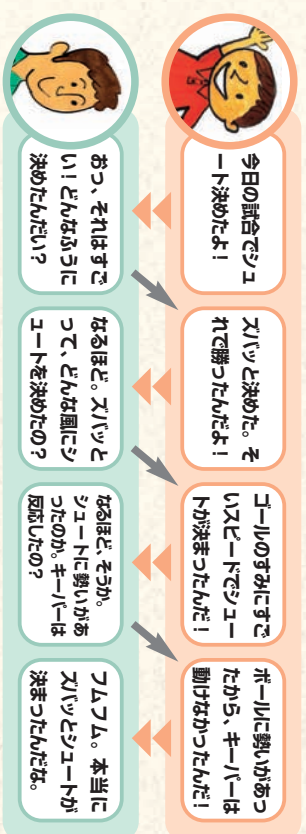 今日の試合でシュ
ート決めたよ!
おっ、それはすご
い!どんなふうに
決めたんだい?
ズバッと決めた。そ
れで勝ったんだよ!
なるほど。ズバッと
って、どんな風にシ
ュートを決めたの?
ゴールのすみにすご
いスピードでシュー
トが決まったんだ!
なるほど、そうか。
シュートに勢いがあ
ったのか。キーパーは
反応したの?
ボールに勢いがあっ
たから、キーパーは
動けなかったんだ!
フムフム。本当に
ズバッとシュートが
決まったんだな。